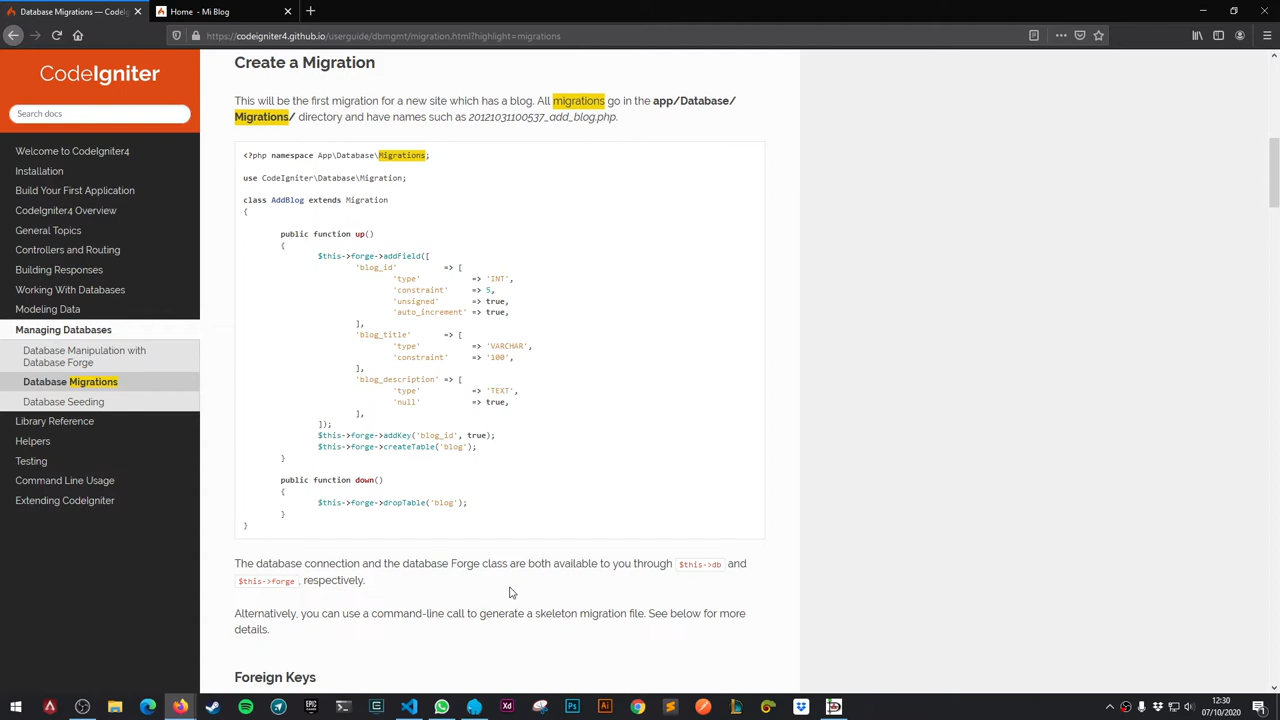 Database Migrations — CodeIg
Home - Mi Blog
https://codeigniter4.github.io/userguide/dbmgmt/migration.html?highlight=migrations
CodeIgniter
Search docs
Welcome to CodeIgniter4
Installation
Build Your First Application
CodeIgniter4 Overview
General Topics
Controllers and Routing
Building Responses
Working With Databases
Modeling Data
Managing Databases
Database Manipulation with
Database Forge
Database Migrations
Database Seeding
Library Reference
Helpers
Testing
Command Line Usage
Extending CodeIgniter
Create a Migration
This will be the first migration for a new site which has a blog. All migrations go in the app/Database/
Migrations/ directory and have names such as 20121031100537_add_blog.php.
<?php namespace App\Database\Migrations;
use CodeIgniter\Database\Migration;
class AddBlog extends Migration
{
public function up()
{
$this->forge->addField([
'blog_id' => [
'type' => 'INT',
'constraint' => 5,
'unsigned' => true,
'auto_increment' => true,
],
'blog_title' => [
'type' => 'VARCHAR',
'constraint' => '100',
],
'blog_description' => [
'type' => 'TEXT',
'null' => true,
],
]);
$this->forge->addKey('blog_id', true);
$this->forge->createTable('blog');
}
public function down()
{
$this->forge->dropTable('blog');
}
}
The database connection and the database Forge class are both available to you through $this->db and
$this->forge, respectively.
Alternatively, you can use a command-line call to generate a skeleton migration file. See below for more
details.
Foreign Keys
12:30
07/10/2020